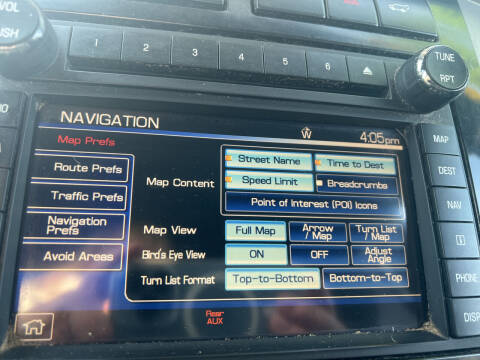 VOL
USH
1 2 3 4 5 6
TUNE
RPT
NAVIGATION
W
4:05pm
MAP
DEST
NAV
i
PHONE
DISP
Map Prefs
Route Prefs
Traffic Prefs
Navigation Prefs
Avoid Areas
Map Content
Street Name
Time to Dest
Speed Limit
Breadcrumbs
Point of Interest (POI) Icons
Map View
Full Map
Arrow / Map
Turn List / Map
Bird's Eye View
ON
OFF
Adjust Angle
Turn List Format
Top-to-Bottom
Bottom-to-Top
Rear AUX